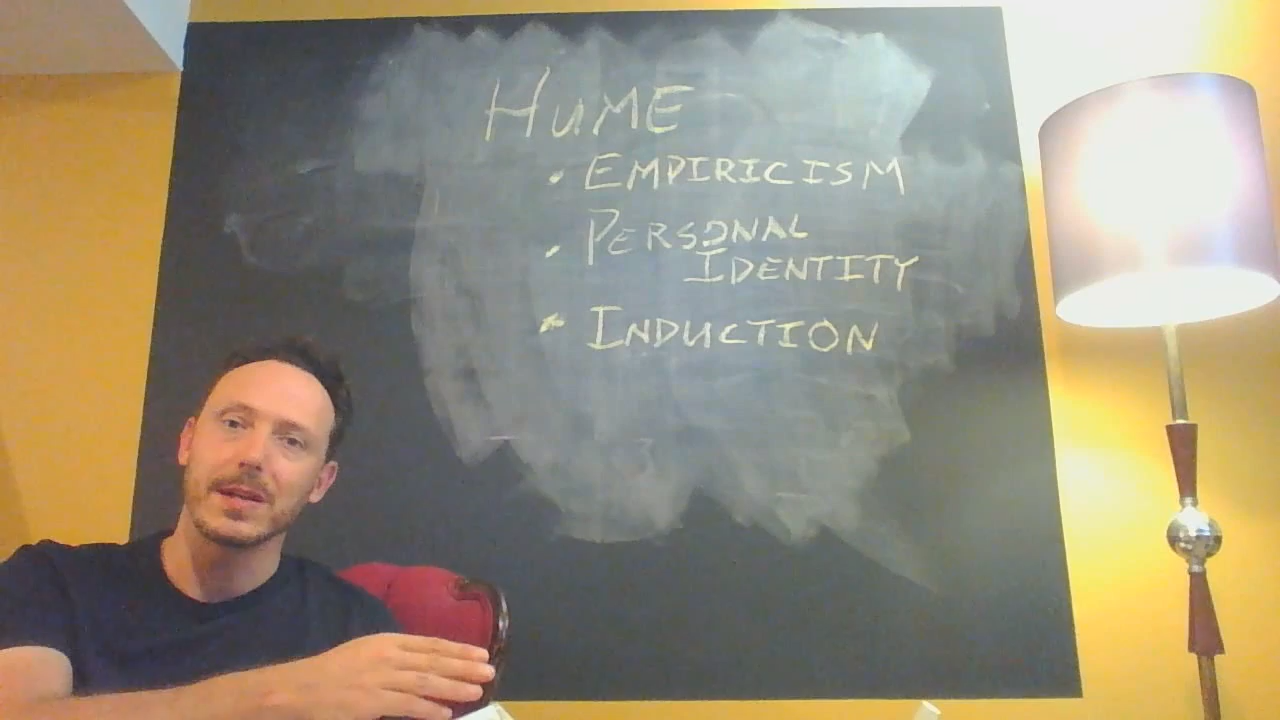 HUME
• EMPIRICISM
• PERSONAL
IDENTITY
• INDUCTION